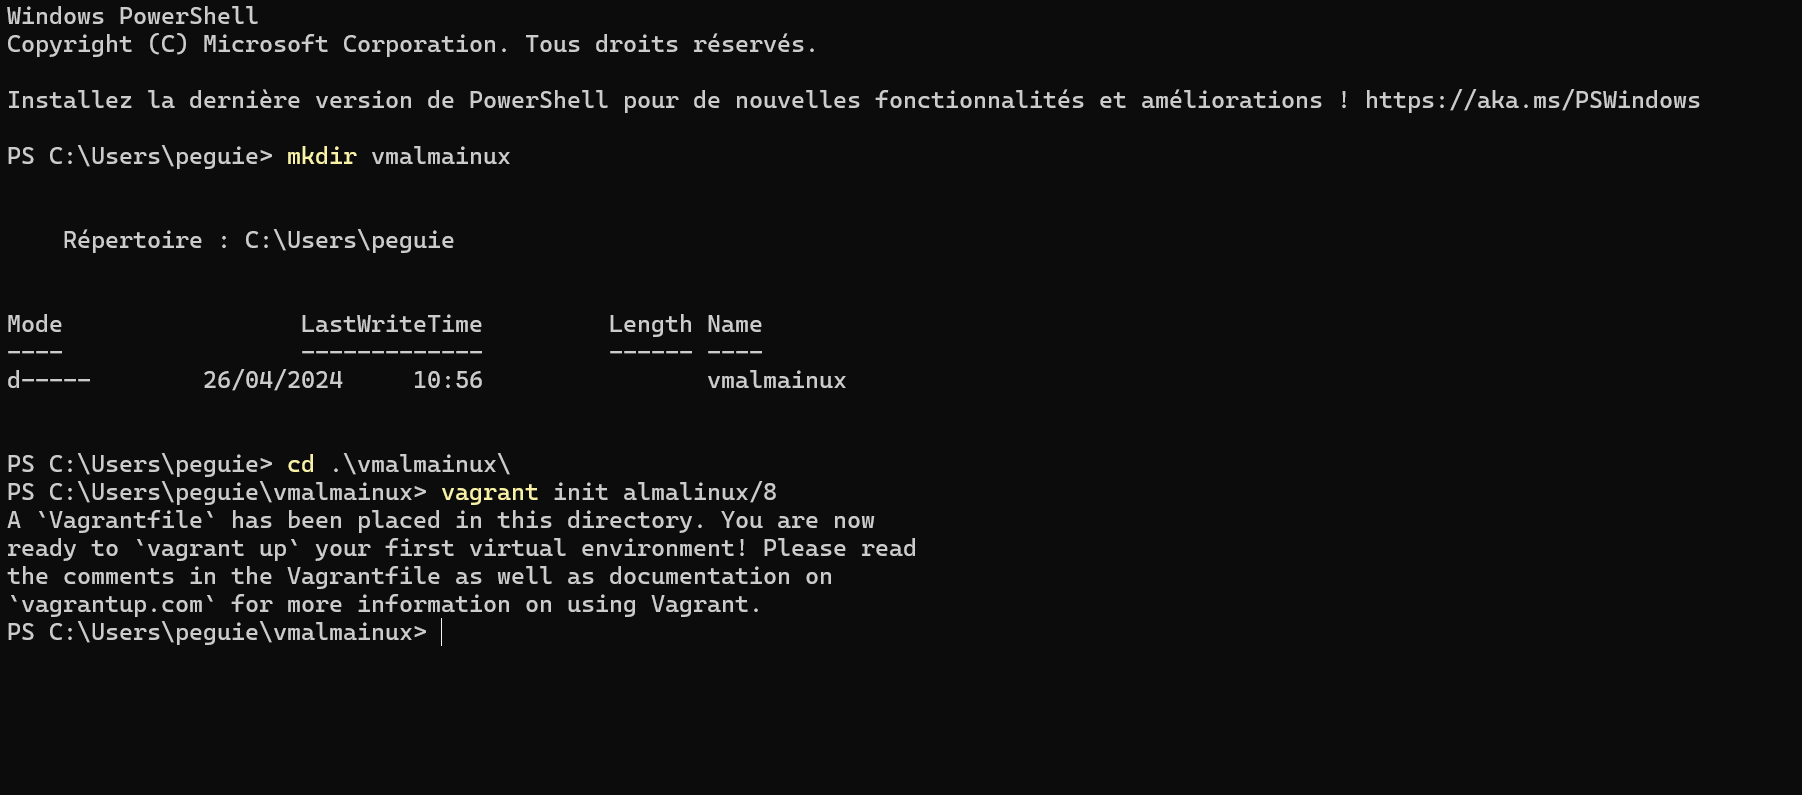 Windows PowerShell
Copyright (C) Microsoft Corporation. Tous droits réservés.
Installez la dernière version de PowerShell pour de nouvelles fonctionnalités et améliorations ! https://aka.ms/PSWindows
PS C:\Users\peguie> mkdir vmalmainux
Répertoire : C:\Users\peguie
Mode                 LastWriteTime         Length Name
----                 -------------         ------ ----
d-----        26/04/2024     10:56                vmalmainux
PS C:\Users\peguie> cd .\vmalmainux\
PS C:\Users\peguie\vmalmainux> vagrant init almalinux/8
A `Vagrantfile` has been placed in this directory. You are now
ready to `vagrant up` your first virtual environment! Please read
the comments in the Vagrantfile as well as documentation on
`vagrantup.com` for more information on using Vagrant.
PS C:\Users\peguie\vmalmainux>